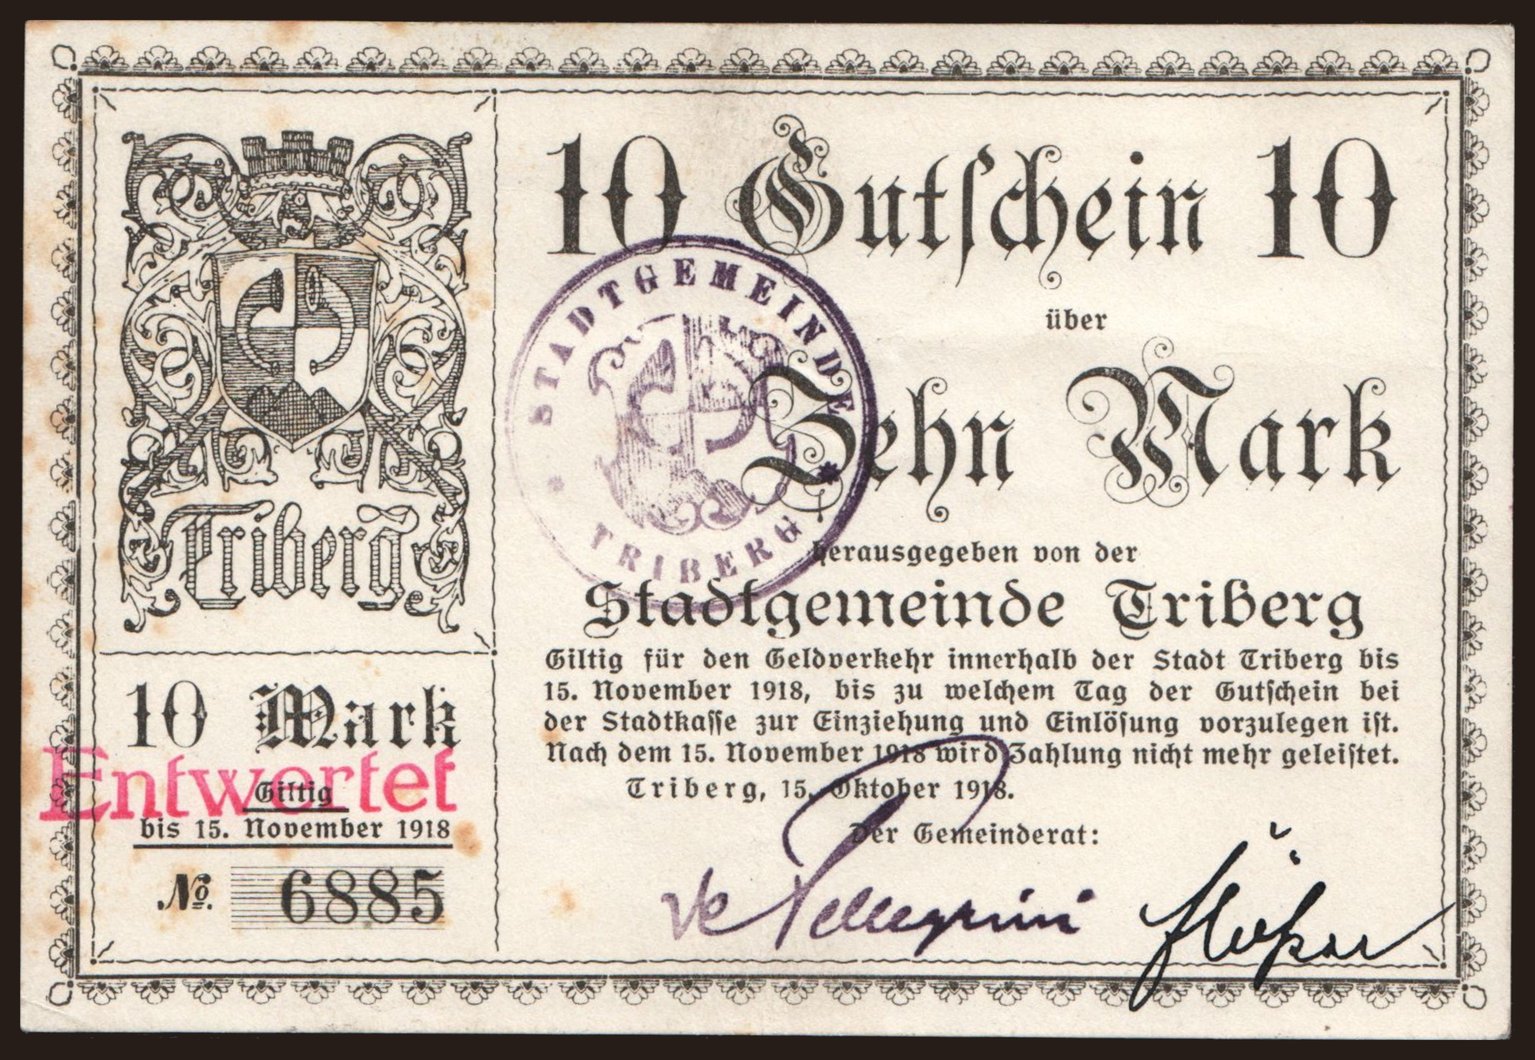 Triberg
10 Mark
Entwertet
Giltig
bis 15. November 1918
No. 6885
10 Gutſchein 10
über
Zehn Mark
herausgegeben von der
Stadtgemeinde Triberg
Giltig für den Geldverkehr innerhalb der Stadt Triberg bis
15. November 1918, bis zu welchem Tag der Gutſchein bei
der Stadtkaſſe zur Einziehung und Einlöſung vorzulegen iſt.
Nach dem 15. November 1918 wird Zahlung nicht mehr geleiſtet.
Triberg, 15. Oktober 1918.
Der Gemeinderat:
de Pellegrini
STADTGEMEINDE
* TRIBERG *